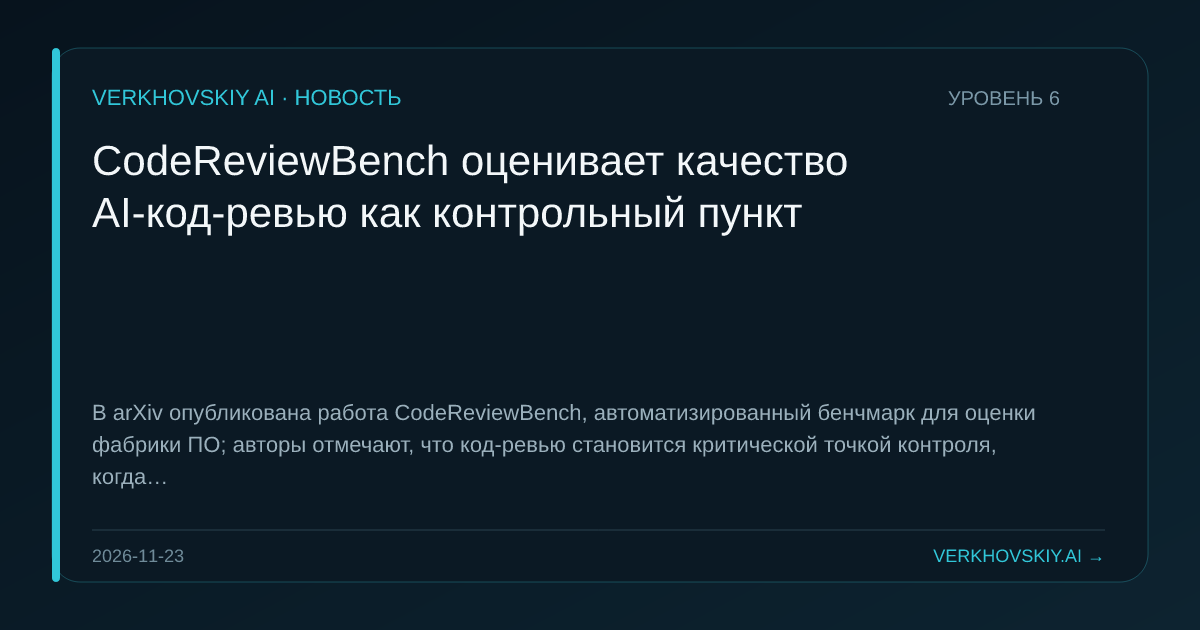 VERKHOVSKIY AI · НОВОСТЬ
УРОВЕНЬ 6
CodeReviewBench оценивает качество
AI-код-ревью как контрольный пункт
В arXiv опубликована работа CodeReviewBench, автоматизированный бенчмарк для оценки
фабрики ПО; авторы отмечают, что код-ревью становится критической точкой контроля,
когда…
2026-11-23
VERKHOVSKIY.AI →